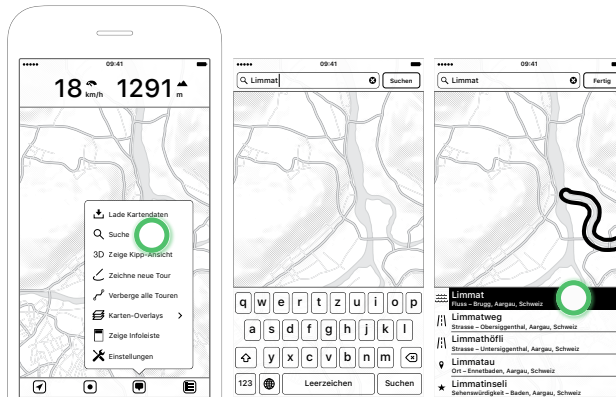 09:41
18 km/h 1291 m
Lade Kartendaten
Suche
3D Zeige Kipp-Ansicht
Zeichne neue Tour
Verberge alle Touren
Karten-Overlays
Zeige Infoleiste
Einstellungen
09:41
Limmat Suchen
q w e r t z u i o p
a s d f g h j k l
y x c v b n m
123 Leerzeichen Suchen
09:41
Limmat Fertig
Limmat
Fluss – Brugg, Aargau, Schweiz
Limmatweg
Strasse – Obersiggenthal, Aargau, Schweiz
Limmathöfli
Strasse – Untersiggenthal, Aargau, Schweiz
Limmatau
Ort – Ennetbaden, Aargau, Schweiz
Limmatinseli
Sehenswürdigkeit – Baden, Aargau, Schweiz